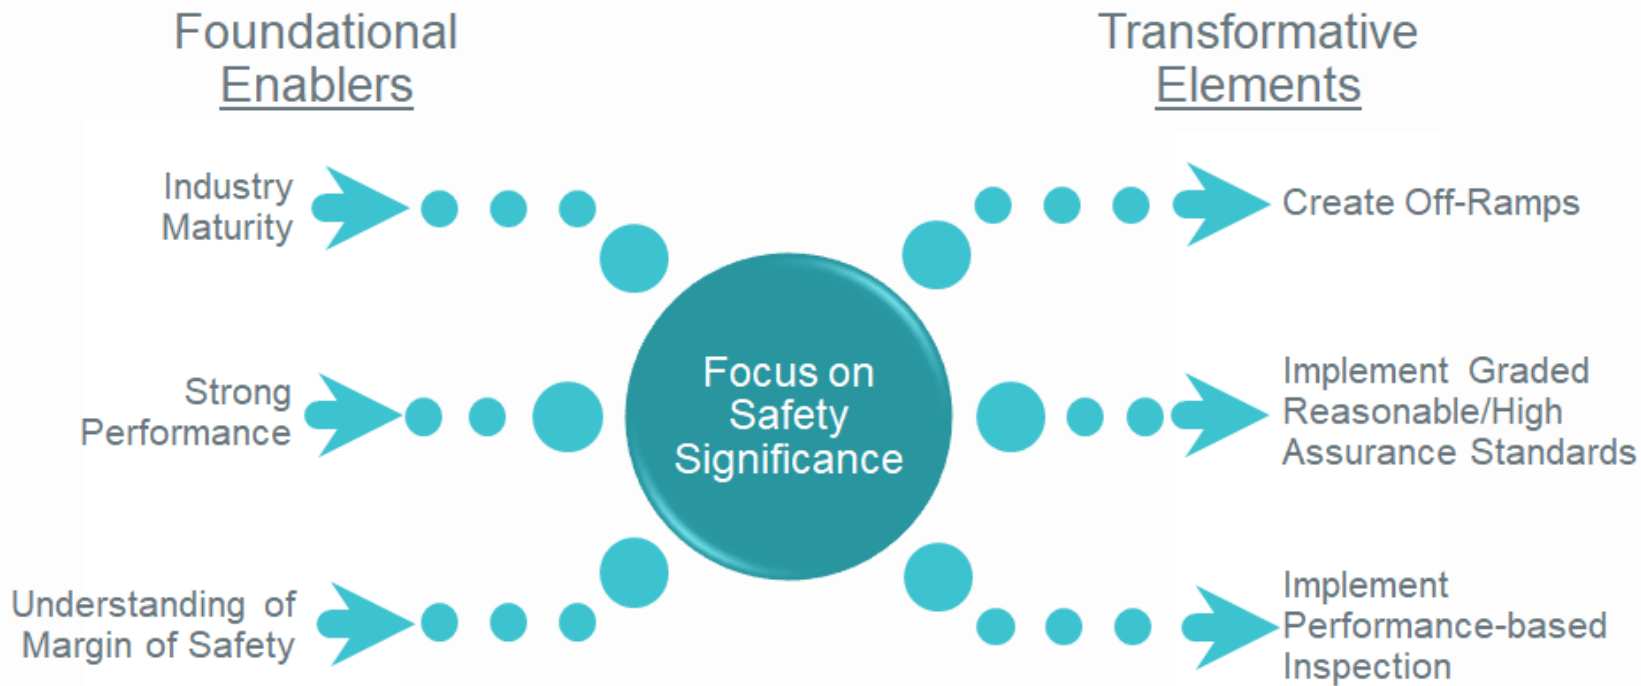 Foundational
Enablers
Industry
Maturity
Strong
Performance
Understanding of
Margin of Safety
Focus on
Safety
Significance
Transformative
Elements
Create Off-Ramps
Implement Graded
Reasonable/High
Assurance Standards
Implement
Performance-based
Inspection